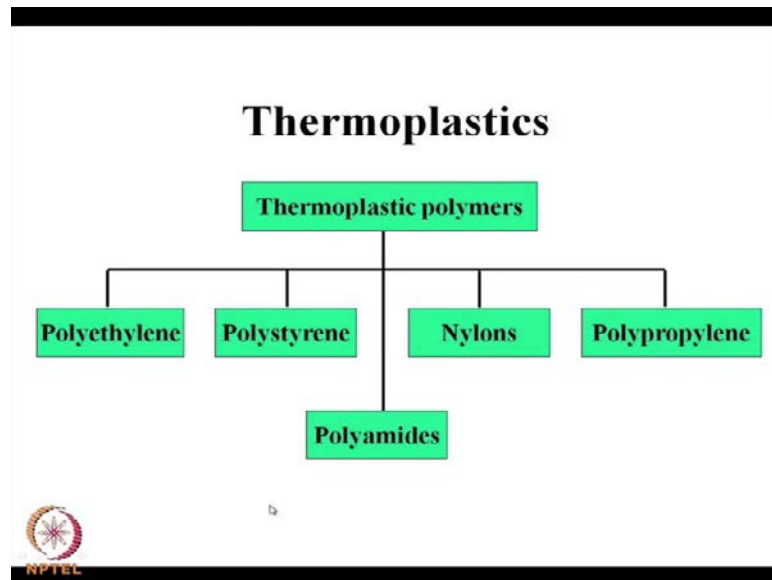 Thermoplastics
Thermoplastic polymers
Polyethylene
Polystyrene
Nylons
Polypropylene
Polyamides
NPTEL